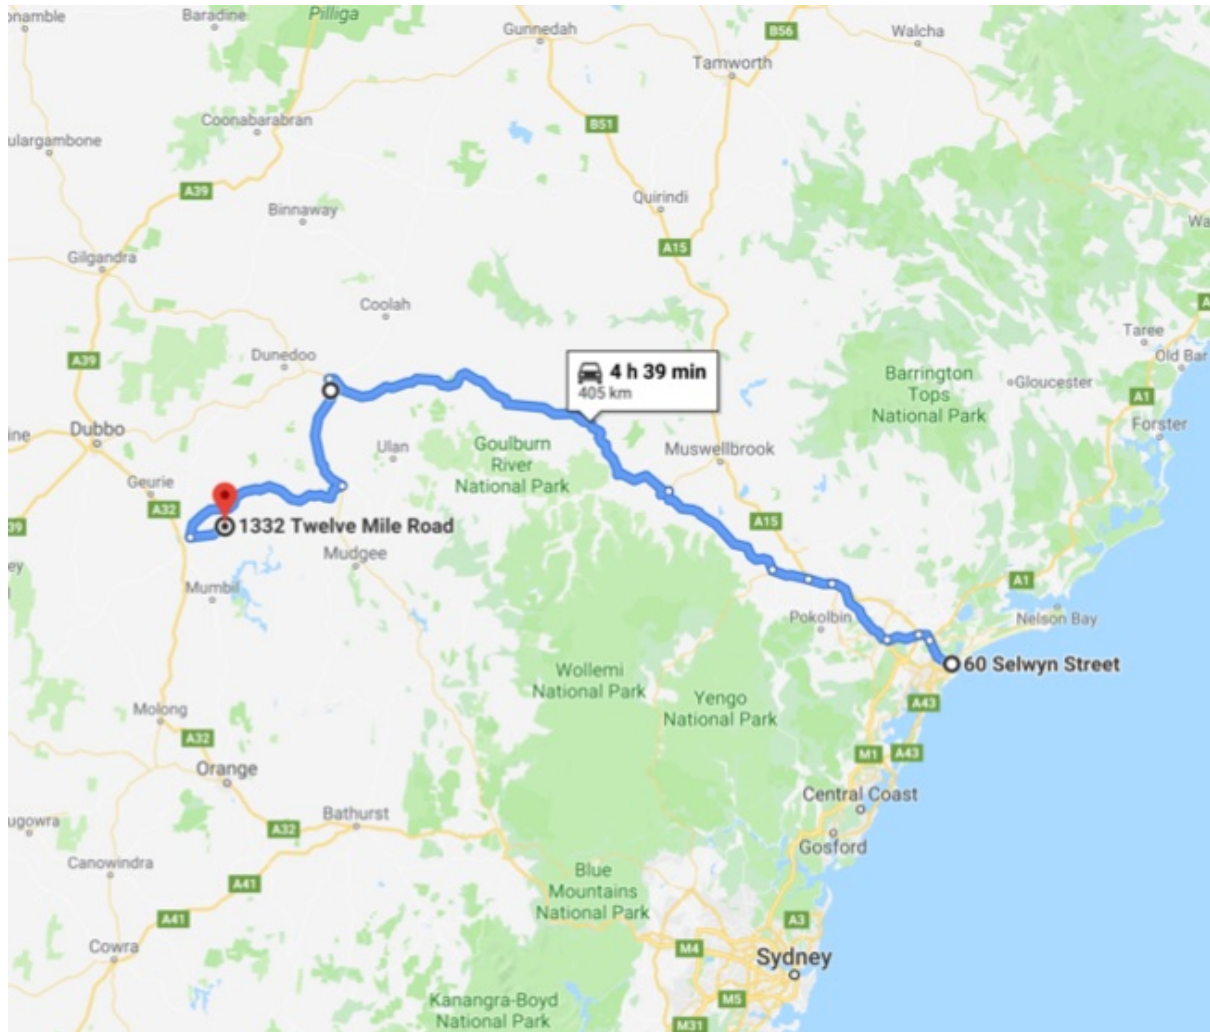 onamble
Baradine
Pilliga
Gunnedah
B56
Walcha
Tamworth
Coonabarabran
B51
ulargambone
A39
Quirindi
Binnaway
Wa
A15
Gilgandra
Coolah
A
Taree
Dunedoo
A39
4 h 39 min
405 km
Old Bar
Barrington
Tops
National Park
Gloucester
A1
Forster
ine
Dubbo
Ulan
Goulburn
River
National Park
Muswellbrook
Geurie
A32
A15
39
1332 Twelve Mile Road
ey
Mudgee
A1
Mumbil
Pokolbin
Nelson Bay
60 Selwyn Street
Wollemi
National Park
Yengo
National Park
A43
Molong
A32
M1
A43
Orange
Central Coast
ugowra
Bathurst
A32
Gosford
Canowindra
Blue
Mountains
National Park
A41
A41
A3
Cowra
M4
Sydney
Kanangra-Boyd
National Park
M5
M31